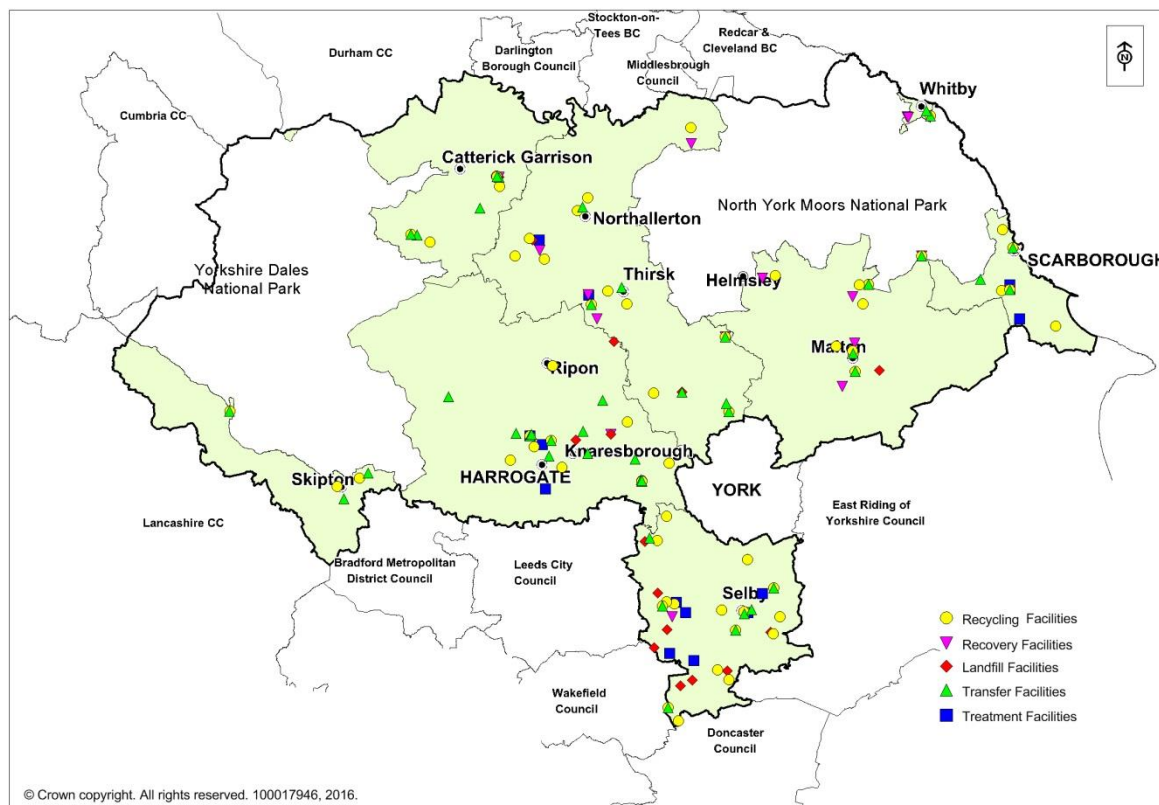 Stockton-on-
Tees BC
Redcar &
Cleveland BC
Durham CC
Darlington
Borough Council
Middlesbrough
Council
N
Whitby
Cumbria CC
Catterick Garrison
North York Moors National Park
Northallerton
SCARBOROUGH
Yorkshire Dales
National Park
Thirsk
Helmsley
Malton
Ripon
Knaresborough
HARROGATE
YORK
Skipton
East Riding of
Yorkshire Council
Lancashire CC
Bradford Metropolitan
District Council
Leeds City
Council
Selby
Recycling Facilities
Recovery Facilities
Landfill Facilities
Transfer Facilities
Treatment Facilities
Wakefield
Council
Doncaster
Council
© Crown copyright. All rights reserved. 100017946, 2016.